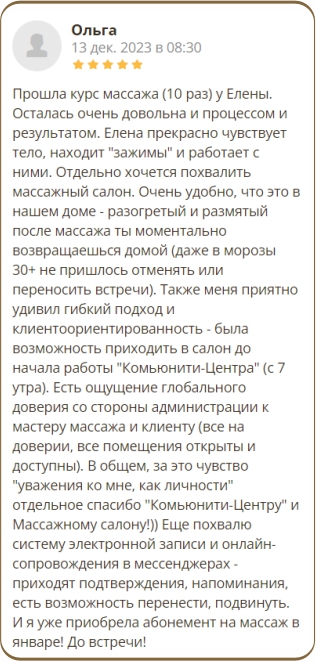 Ольга
13 дек. 2023 в 08:30
Прошла курс массажа (10 раз) у Елены.
Осталась очень довольна и процессом и
результатом. Елена прекрасно чувствует
тело, находит "зажимы" и работает с
ними. Отдельно хочется похвалить
массажный салон. Очень удобно, что это в
нашем доме - разогретый и размятый
после массажа ты моментально
возвращаешься домой (даже в морозы
30+ не пришлось отменять или
переносить встречи). Также меня приятно
удивил гибкий подход и
клиентоориентированность - была
возможность приходить в салон до
начала работы "Комьюнити-Центра" (с 7
утра). Есть ощущение глобального
доверия со стороны администрации к
мастеру массажа и клиенту (все на
доверии, все помещения открыты и
доступны). В общем, за это чувство
"уважения ко мне, как личности"
отдельное спасибо "Комьюнити-Центру" и
Массажному салону!)) Еще похвалю
систему электронной записи и онлайн-
сопровождения в мессенджерах -
приходят подтверждения, напоминания,
есть возможность перенести, подвинуть.
И я уже приобрела абонемент на массаж в
январе! До встречи!